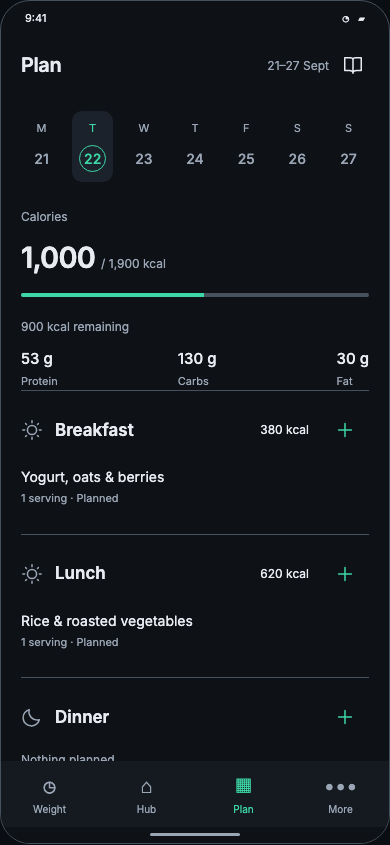 9:41
Plan
21–27 Sept
M T W T F S S
21 22 23 24 25 26 27
Calories
1,000 / 1,900 kcal
900 kcal remaining
53 g 130 g 30 g
Protein Carbs Fat
Breakfast 380 kcal
Yogurt, oats & berries
1 serving · Planned
Lunch 620 kcal
Rice & roasted vegetables
1 serving · Planned
Dinner
Nothing planned
Weight Hub Plan More